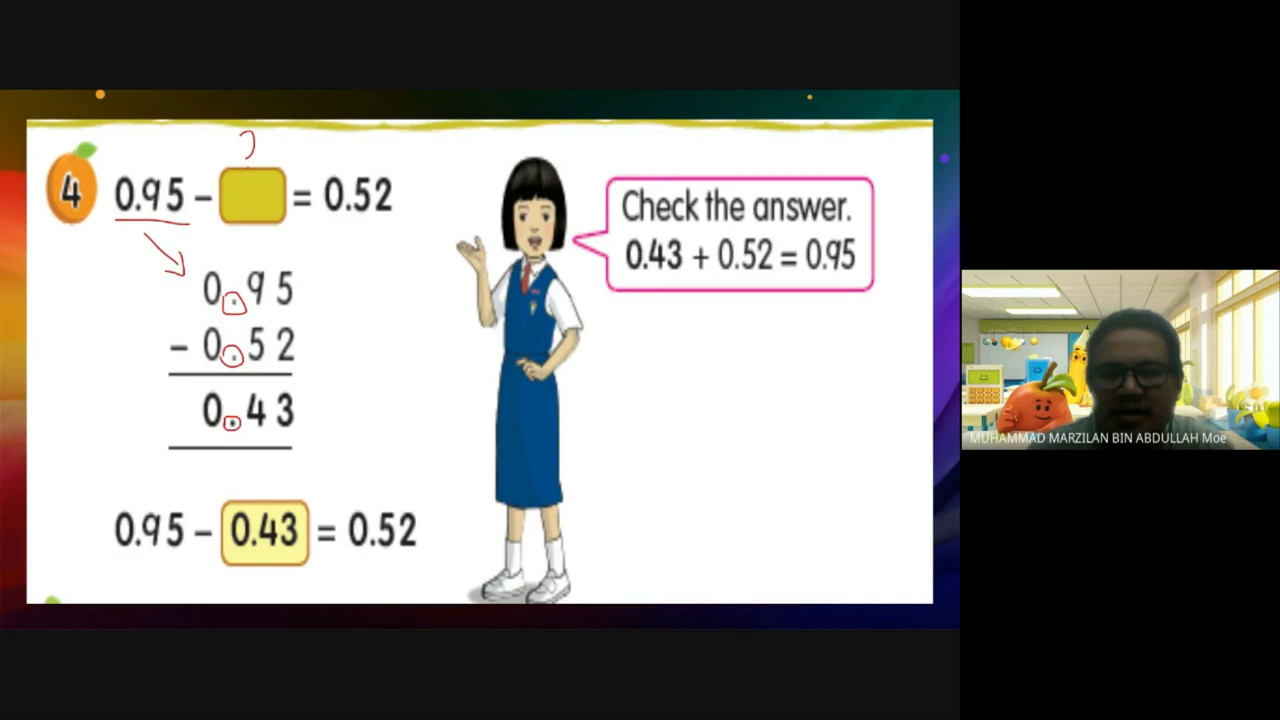 4
0.95 – = 0.52
?
0.95
– 0.52
0.43
0.95 – 0.43 = 0.52
Check the answer.
0.43 + 0.52 = 0.95
MUHAMMAD MARZILAN BIN ABDULLAH Moe